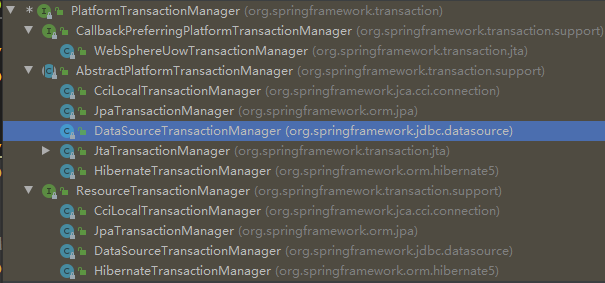 PlatformTransactionManager (org.springframework.transaction)
CallbackPreferringPlatformTransactionManager (org.springframework.transaction.support)
WebSphereUowTransactionManager (org.springframework.transaction.jta)
AbstractPlatformTransactionManager (org.springframework.transaction.support)
CciLocalTransactionManager (org.springframework.jca.cci.connection)
JpaTransactionManager (org.springframework.orm.jpa)
DataSourceTransactionManager (org.springframework.jdbc.datasource)
JtaTransactionManager (org.springframework.transaction.jta)
HibernateTransactionManager (org.springframework.orm.hibernate5)
ResourceTransactionManager (org.springframework.transaction.support)
CciLocalTransactionManager (org.springframework.jca.cci.connection)
JpaTransactionManager (org.springframework.orm.jpa)
DataSourceTransactionManager (org.springframework.jdbc.datasource)
HibernateTransactionManager (org.springframework.orm.hibernate5)